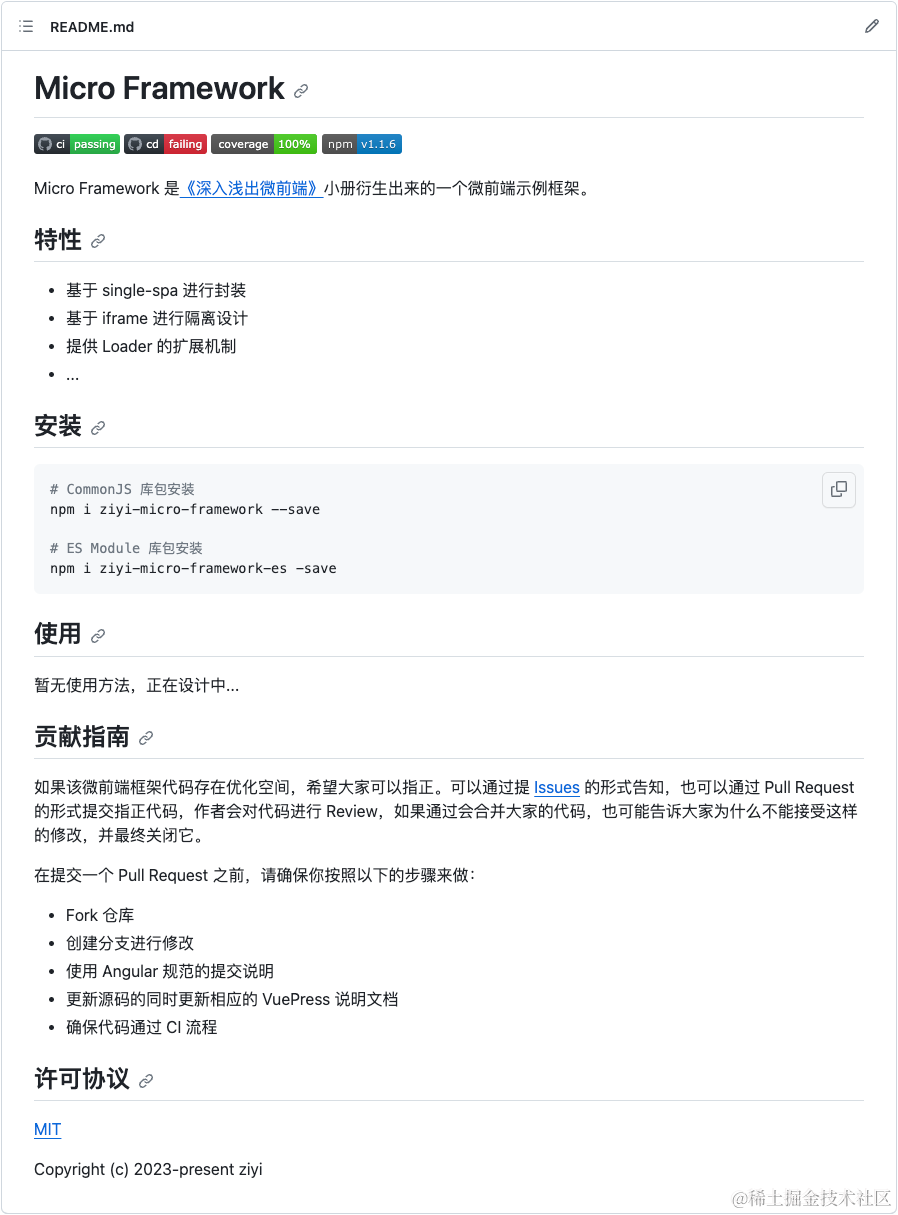 README.md
Micro Framework
ci passing cd failing coverage 100% npm v1.1.6
Micro Framework 是《深入浅出微前端》小册衍生出来的一个微前端示例框架。
特性
基于 single-spa 进行封装
基于 iframe 进行隔离设计
提供 Loader 的扩展机制
...
安装
# CommonJS 库包安装
npm i ziyi-micro-framework --save
# ES Module 库包安装
npm i ziyi-micro-framework-es -save
使用
暂无使用方法，正在设计中...
贡献指南
如果该微前端框架代码存在优化空间，希望大家可以指正。可以通过提 Issues 的形式告知，也可以通过 Pull Request
的形式提交指正代码，作者会对代码进行 Review，如果通过会合并大家的代码，也可能告诉大家为什么不能接受这样
的修改，并最终关闭它。
在提交一个 Pull Request 之前，请确保你按照以下的步骤来做：
Fork 仓库
创建分支进行修改
使用 Angular 规范的提交说明
更新源码的同时更新相应的 VuePress 说明文档
确保代码通过 CI 流程
许可协议
MIT
Copyright (c) 2023-present ziyi
@稀土掘金技术社区